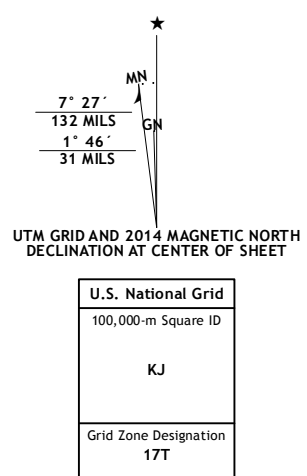 MN
7° 27´
GN
132 MILS
1° 46´
31 MILS
UTM GRID AND 2014 MAGNETIC NORTH
DECLINATION AT CENTER OF SHEET
U.S. National Grid
100,000-m Square ID
KJ
Grid Zone Designation
17T